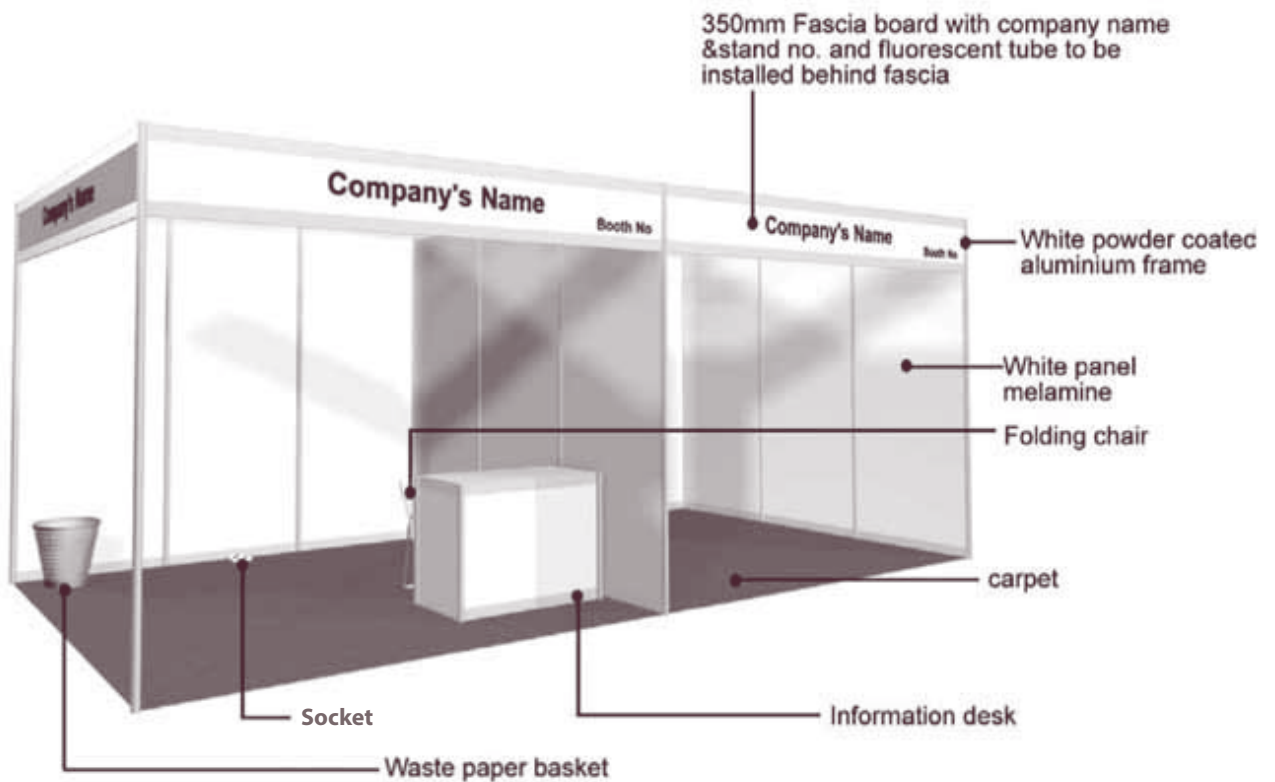 350mm Fascia board with company name
&stand no. and fluorescent tube to be
installed behind fascia
Company's Name
Company's Name
Booth No
Company's Name
Booth No
White powder coated
aluminium frame
White panel
melamine
Folding chair
carpet
Information desk
Socket
Waste paper basket